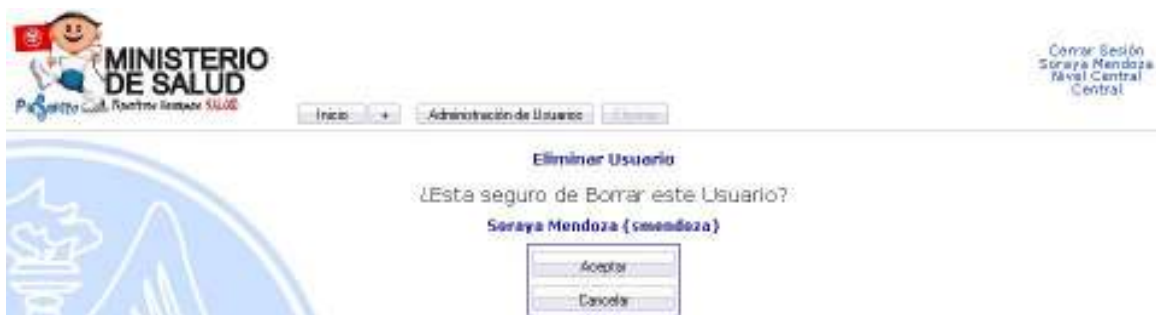 MINISTERIO
DE SALUD
Cerrar Sesión
Soraya Mendoza
Nivel Central
Central
Inicio
+
Administración de Usuarios
Eliminar Usuario
¿Esta seguro de Borrar este Usuario?
Soraya Mendoza {smendoza}
Aceptar
Cancelar